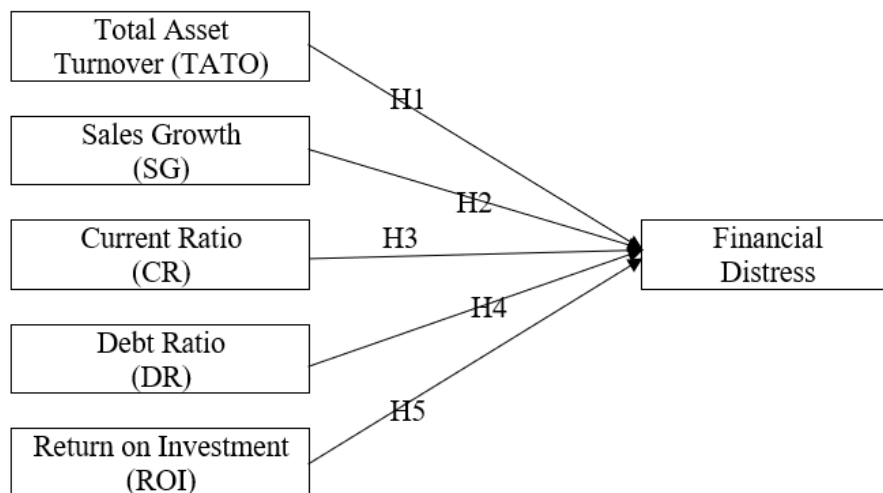 Total Asset
Turnover (TATO)
H1
Sales Growth
(SG)
H2
Current Ratio
(CR)
H3
Financial
Distress
Debt Ratio
(DR)
H4
Return on Investment
(ROI)
H5